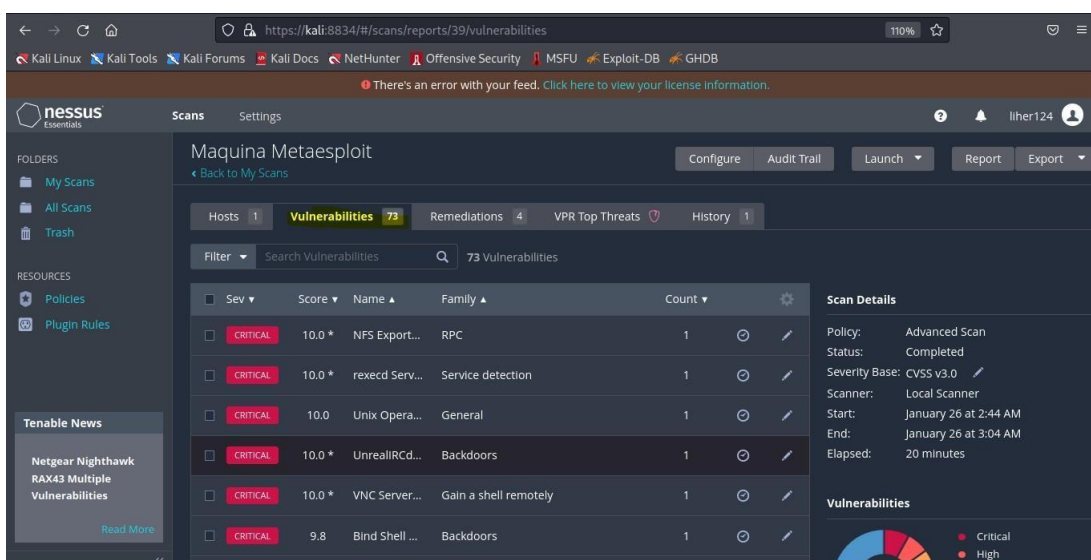 https://kali:8834/#/scans/reports/39/vulnerabilities 110%
Kali Linux Kali Tools Kali Forums Kali Docs NetHunter Offensive Security MSFU Exploit-DB GHDB
There's an error with your feed. Click here to view your license information.
nessus Essentials Scans Settings liher124
FOLDERS
My Scans
All Scans
Trash
RESOURCES
Policies
Plugin Rules
Tenable News
Netgear Nighthawk
RAX43 Multiple
Vulnerabilities
Read More
Maquina Metaesploit
Back to My Scans
Configure Audit Trail Launch Report Export
Hosts 1 Vulnerabilities 73 Remediations 4 VPR Top Threats History 1
Filter Search Vulnerabilities 73 Vulnerabilities
Sev Score Name Family Count
CRITICAL 10.0 * NFS Export... RPC 1
CRITICAL 10.0 * rexecd Serv... Service detection 1
CRITICAL 10.0 Unix Opera... General 1
CRITICAL 10.0 * UnrealIRCd... Backdoors 1
CRITICAL 10.0 * VNC Server... Gain a shell remotely 1
CRITICAL 9.8 Bind Shell ... Backdoors 1
Scan Details
Policy: Advanced Scan
Status: Completed
Severity Base: CVSS v3.0
Scanner: Local Scanner
Start: January 26 at 2:44 AM
End: January 26 at 3:04 AM
Elapsed: 20 minutes
Vulnerabilities
Critical
High